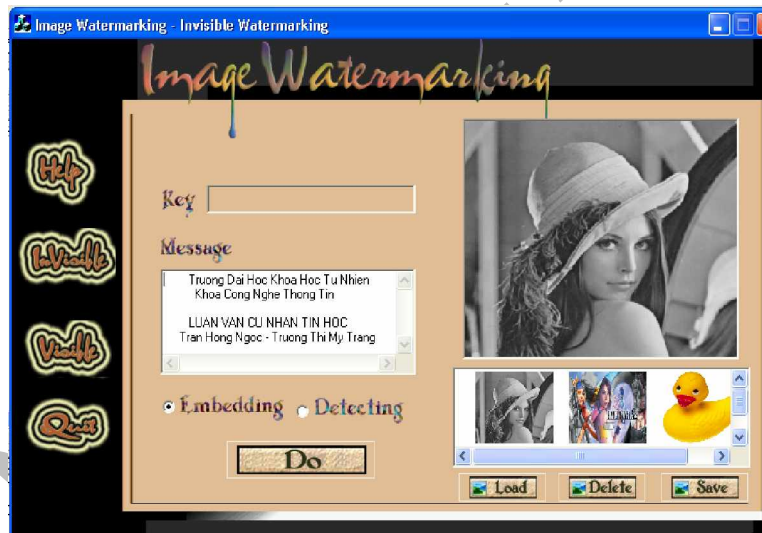 Image Watermarking - Invisible Watermarking
Image Watermarking
Help
InVisible
Visible
Quit
Key
Message
Truong Dai Hoc Khoa Hoc Tu Nhien
Khoa Cong Nghe Thong Tin
LUAN VAN CU NHAN TIN HOC
Tran Hong Ngoc - Truong Thi My Trang
Embedding Detecting
Do
Load Delete Save